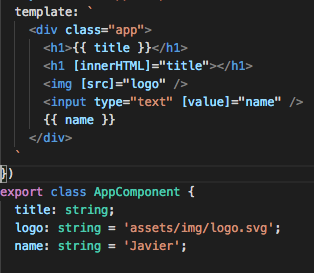 template: `
<div class="app">
<h1>{{ title }}</h1>
<h1 [innerHTML]="title"></h1>
<img [src]="logo" />
<input type="text" [value]="name" />
{{ name }}
</div>
`
})
export class AppComponent {
title: string;
logo: string = 'assets/img/logo.svg';
name: string = 'Javier';